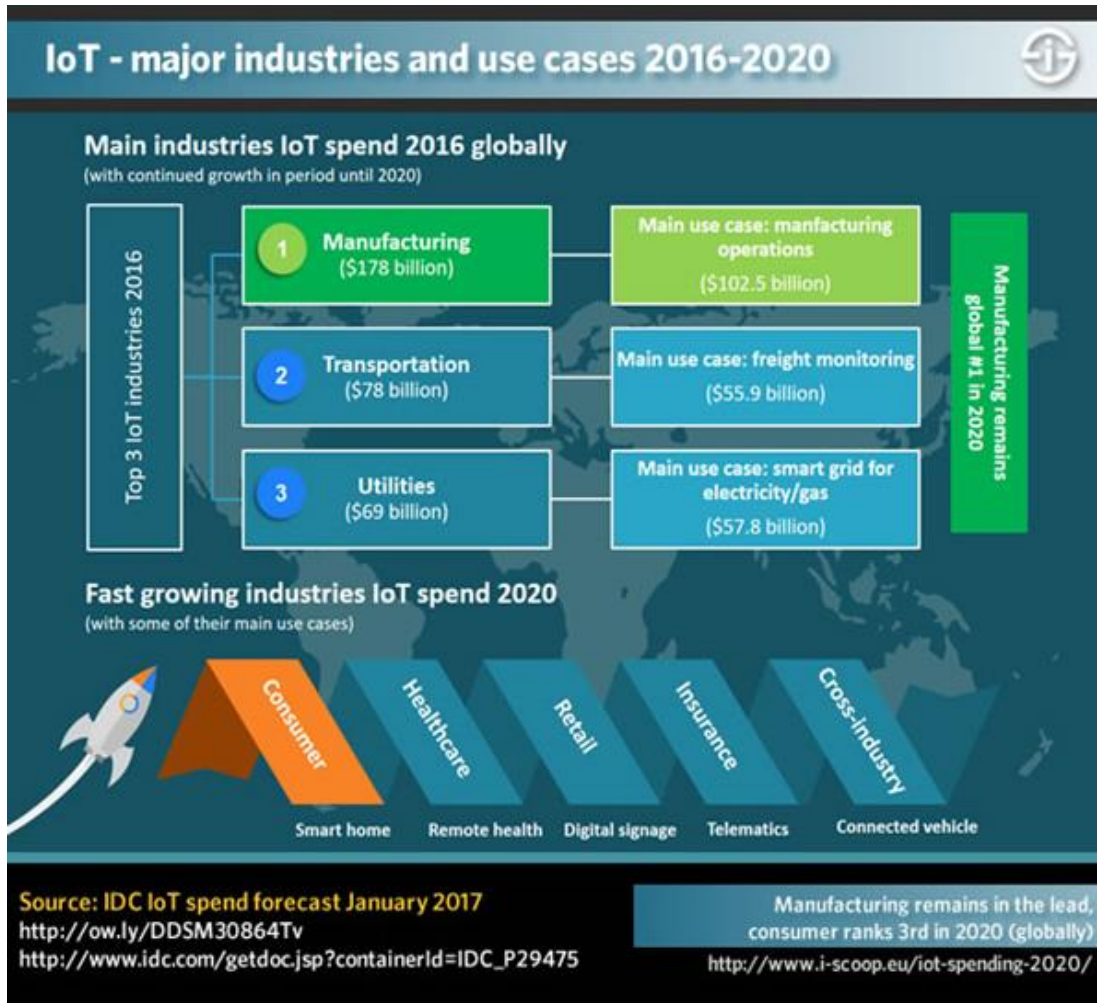 IoT - major industries and use cases 2016-2020
i
Main industries IoT spend 2016 globally
(with continued growth in period until 2020)
Top 3 IoT industries 2016
1
Manufacturing
($178 billion)
Main use case: manfacturing
operations
($102.5 billion)
2
Transportation
($78 billion)
Main use case: freight monitoring
($55.9 billion)
3
Utilities
($69 billion)
Main use case: smart grid for
electricity/gas
($57.8 billion)
Manufacturing remains
global #1 in 2020
Fast growing industries IoT spend 2020
(with some of their main use cases)
Consumer
Healthcare
Retail
Insurance
Cross-industry
Smart home
Remote health
Digital signage
Telematics
Connected vehicle
Source: IDC IoT spend forecast January 2017
http://ow.ly/DDSM30864Tv
http://www.idc.com/getdoc.jsp?containerId=IDC_P29475
Manufacturing remains in the lead,
consumer ranks 3rd in 2020 (globally)
http://www.i-scoop.eu/iot-spending-2020/